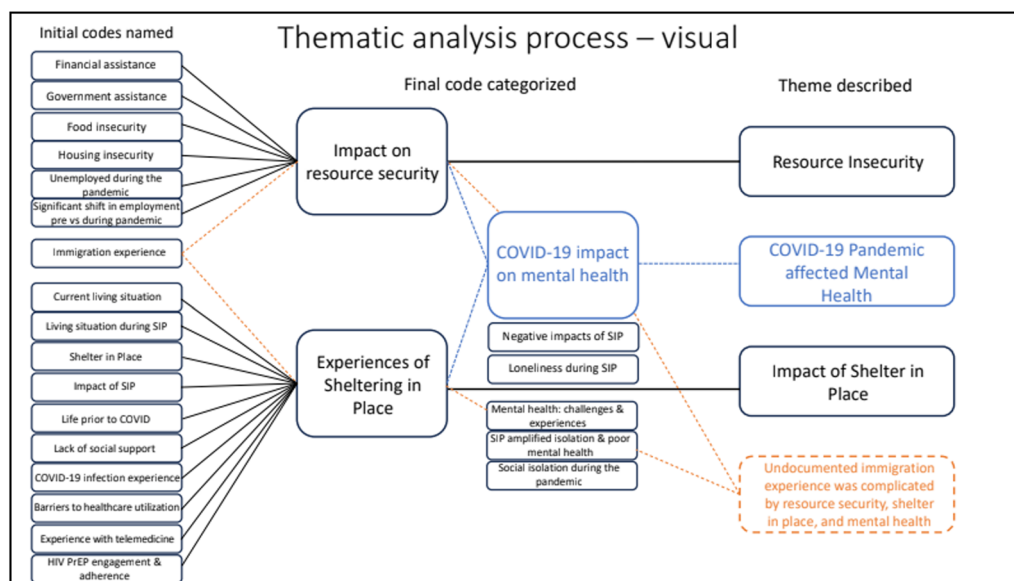 Thematic analysis process – visual
Initial codes named
Final code categorized
Theme described
Financial assistance
Government assistance
Food insecurity
Housing insecurity
Unemployed during the
pandemic
Significant shift in employment
pre vs during pandemic
Immigration experience
Current living situation
Living situation during SIP
Shelter in Place
Impact of SIP
Life prior to COVID
Lack of social support
COVID-19 infection experience
Barriers to healthcare utilization
Experience with telemedicine
HIV PrEP engagement &
adherence
Impact on
resource security
Experiences of
Sheltering in
Place
COVID-19 impact
on mental health
Negative impacts of SIP
Loneliness during SIP
Mental health: challenges &
experiences
SIP amplified isolation & poor
mental health
Social isolation during the
pandemic
Resource Insecurity
COVID-19 Pandemic
affected Mental
Health
Impact of Shelter in
Place
Undocumented immigration
experience was complicated
by resource security, shelter
in place, and mental health